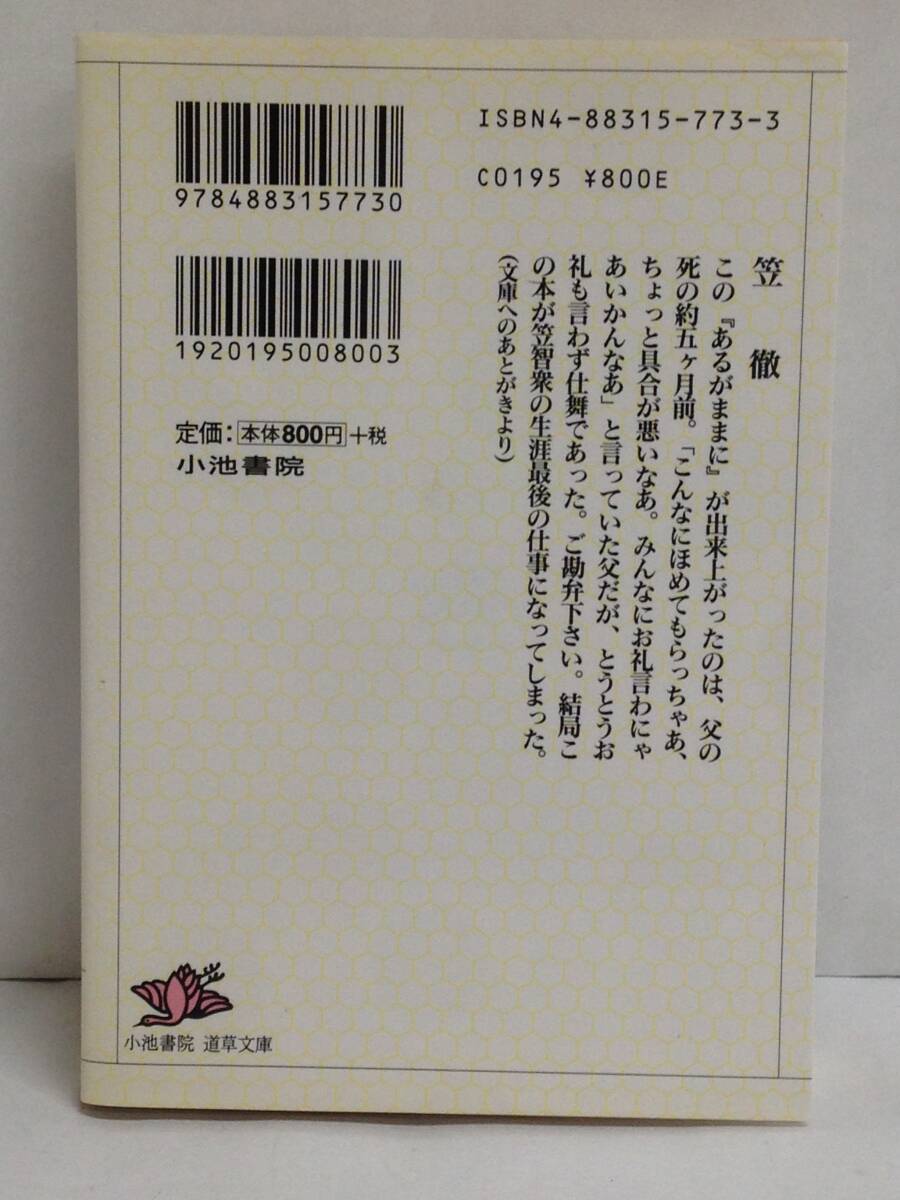 ISBN4-88315-773-3
C0195 ¥800E
9784883157730
1920195008003
定価：本体800円+税
小池書院
笠 徹
この『あるがままに』が出来上がったのは、父の
死の約五ヶ月前。「こんなにほめてもらっちゃあ、
ちょっと具合が悪いなあ。みんなにお礼言わにゃ
あいかんなあ」と言っていた父だが、とうとうお
礼も言わず仕舞であった。ご勘弁下さい。結局こ
の本が笠智衆の生涯最後の仕事になってしまった。
(文庫へのあとがきより)
小池書院 道草文庫